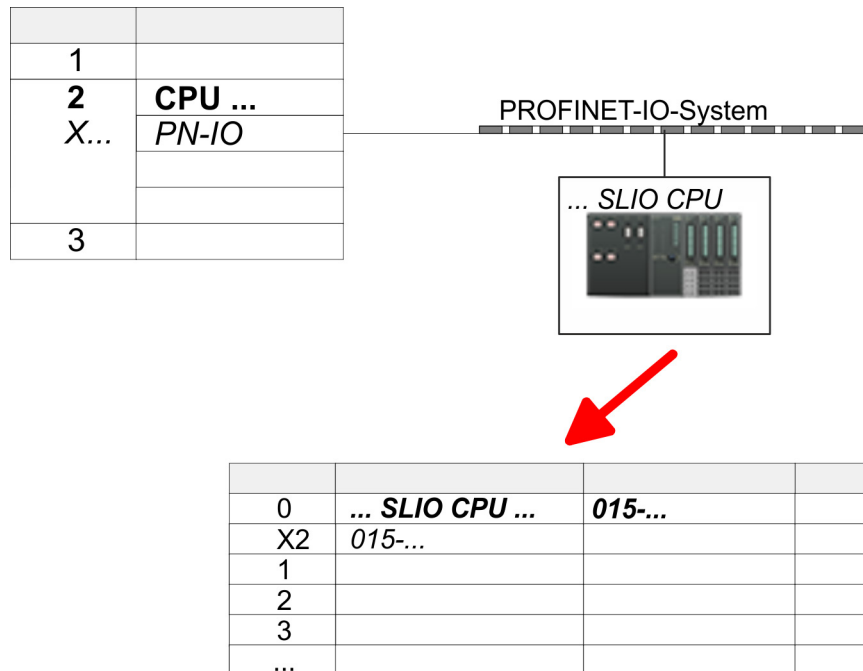 1
2 CPU ...
X... PN-IO
3
PROFINET-IO-System
... SLIO CPU
0 ... SLIO CPU ... 015-...
X2 015-...
1
2
3
...